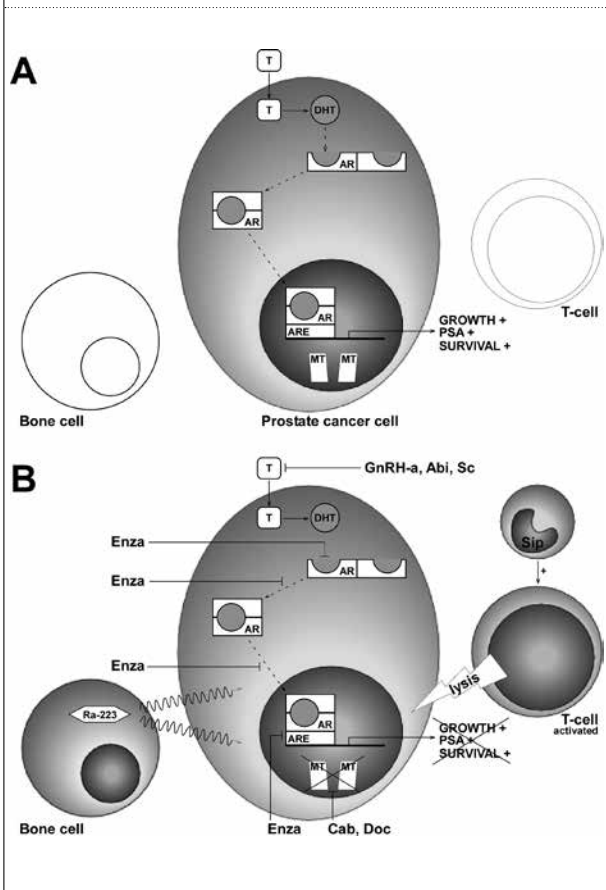 A
T
T
DHT
AR
AR
AR
ARE
MT MT
GROWTH +
PSA +
SURVIVAL +
T-cell
Bone cell
Prostate cancer cell
B
T
GnRH-a, Abi, Sc
T
DHT
Enza
Sip
AR
+
Enza
AR
Enza
lysis
Ra-223
AR
ARE
T-cell
activated
GROWTH +
PSA +
SURVIVAL +
MT MT
Bone cell
Enza
Cab, Doc